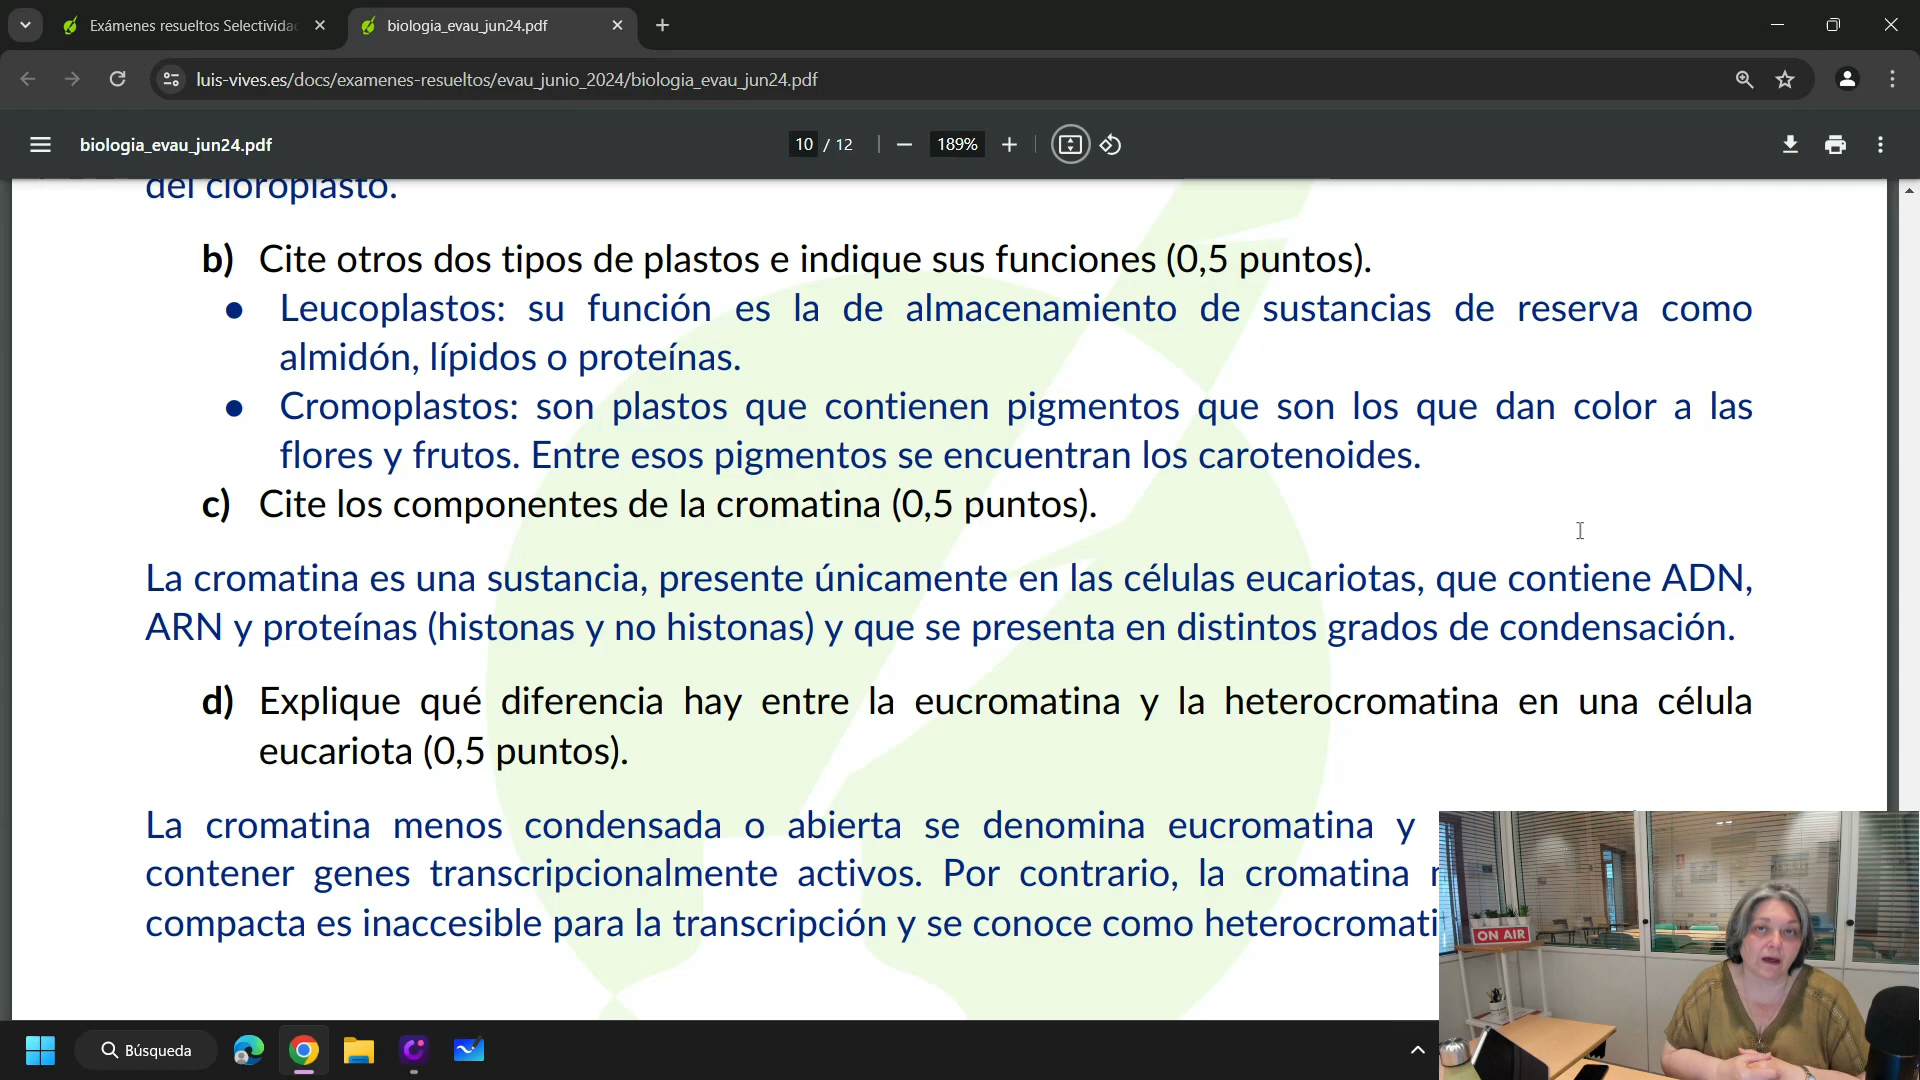 Exámenes resueltos Selectividad
biologia_evau_jun24.pdf
luis-vives.es/docs/examenes-resueltos/evau_junio_2024/biologia_evau_jun24.pdf
biologia_evau_jun24.pdf
10 / 12
189%
del cloroplasto.
b) Cite otros dos tipos de plastos e indique sus funciones (0,5 puntos).
● Leucoplastos: su función es la de almacenamiento de sustancias de reserva como
almidón, lípidos o proteínas.
● Cromoplastos: son plastos que contienen pigmentos que son los que dan color a las
flores y frutos. Entre esos pigmentos se encuentran los carotenoides.
c) Cite los componentes de la cromatina (0,5 puntos).
La cromatina es una sustancia, presente únicamente en las células eucariotas, que contiene ADN,
ARN y proteínas (histonas y no histonas) y que se presenta en distintos grados de condensación.
d) Explique qué diferencia hay entre la eucromatina y la heterocromatina en una célula
eucariota (0,5 puntos).
La cromatina menos condensada o abierta se denomina eucromatina y
contener genes transcripcionalmente activos. Por contrario, la cromatina
compacta es inaccesible para la transcripción y se conoce como heterocromati
ON AIR
Búsqueda